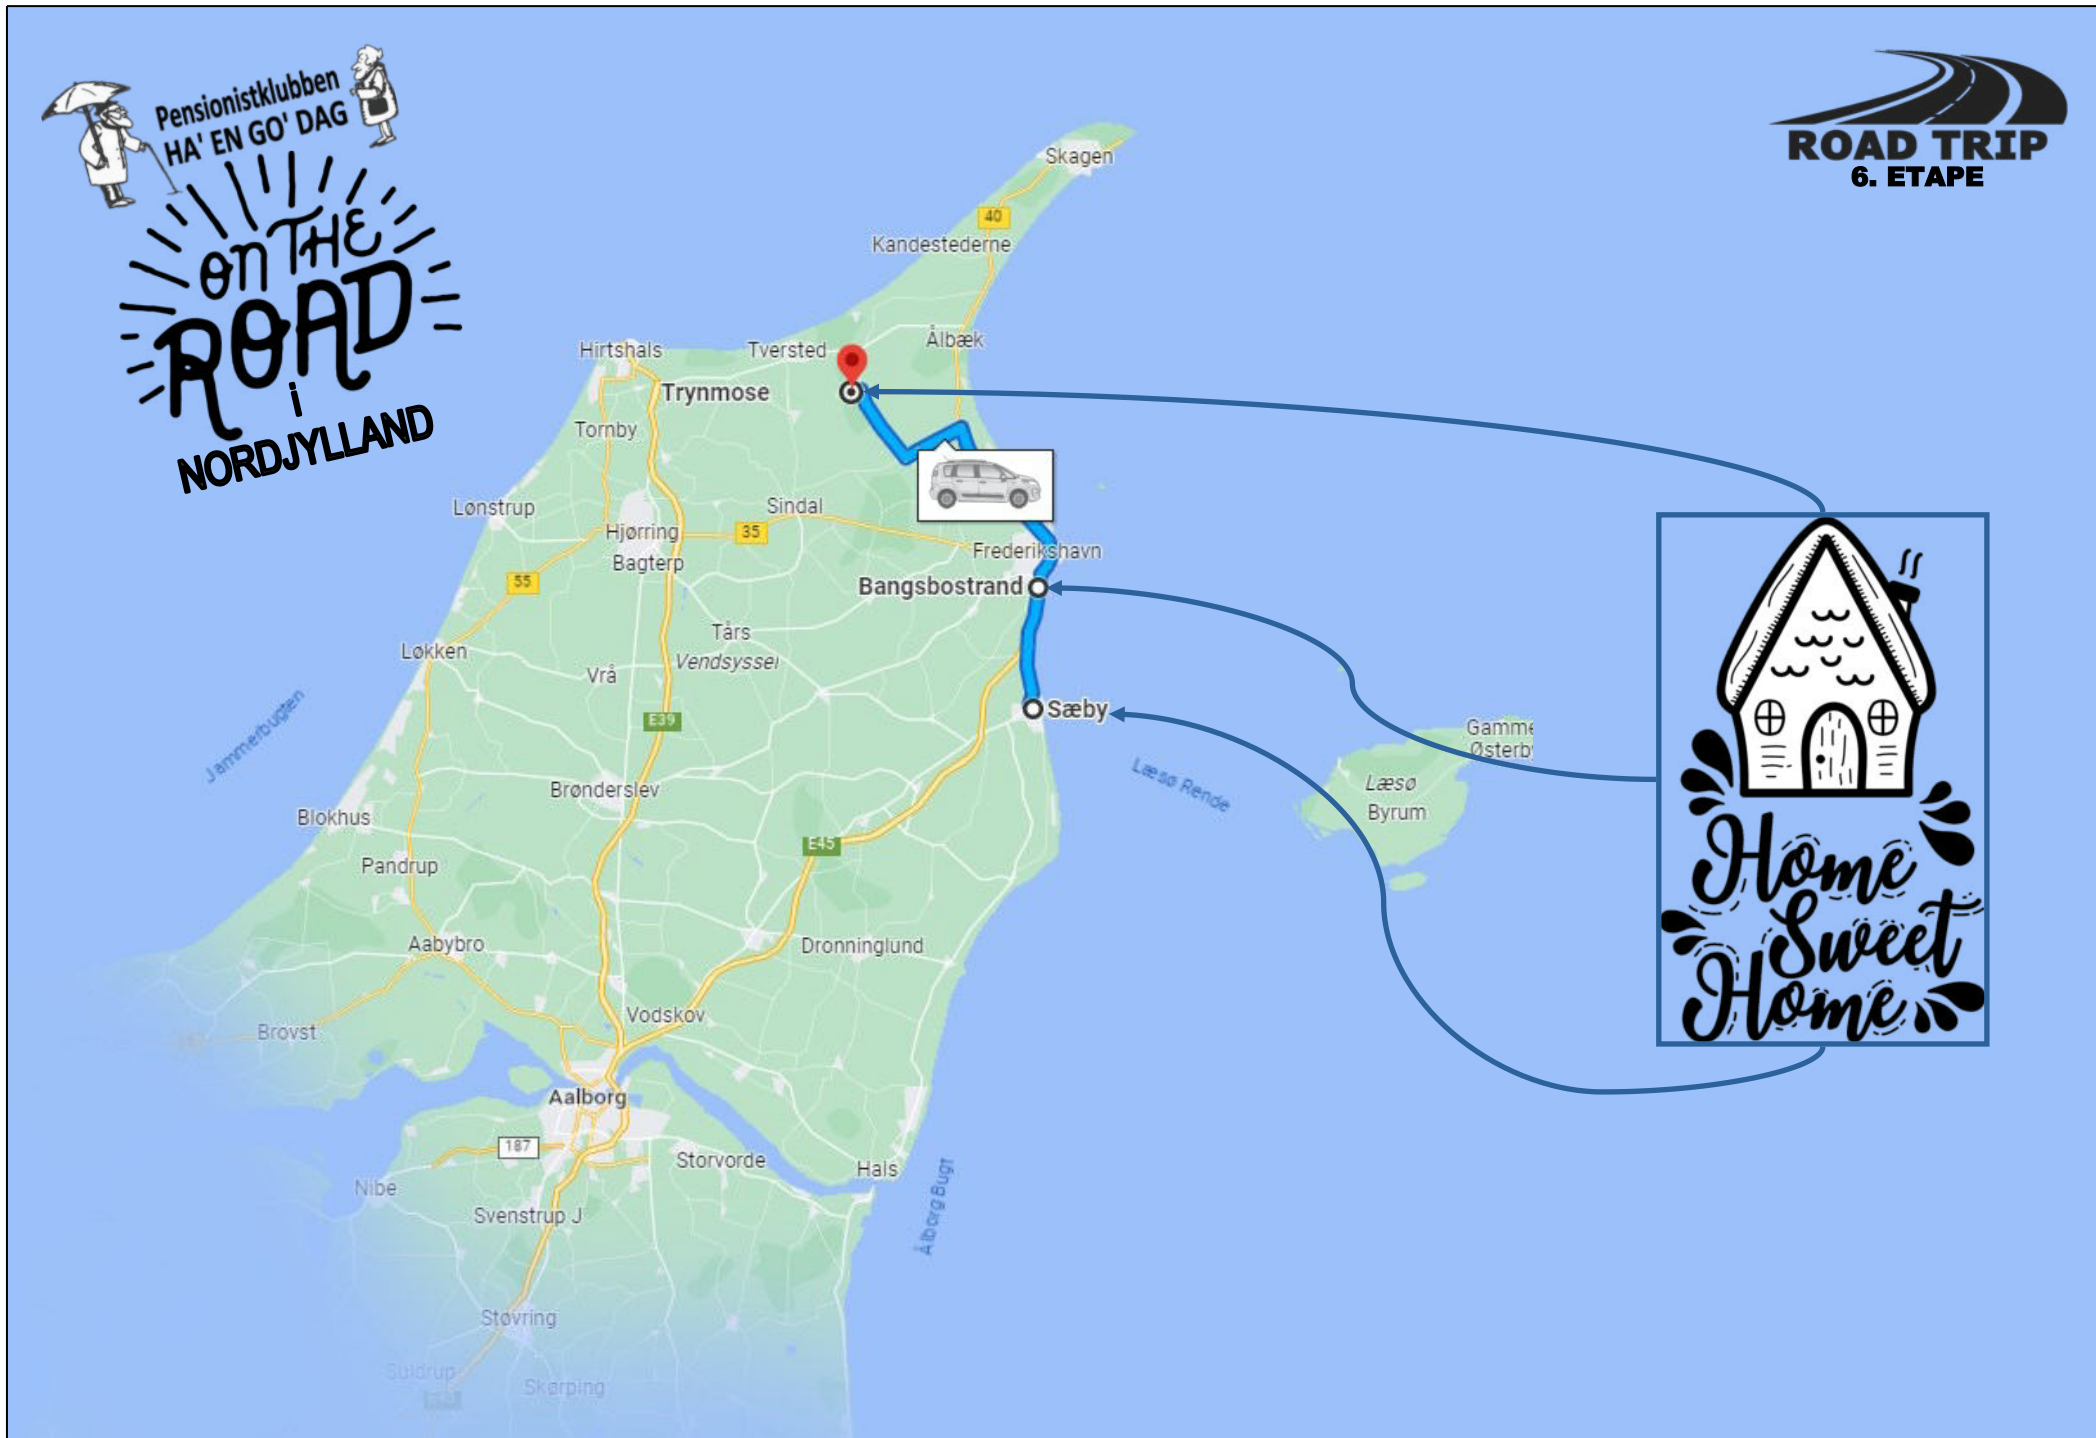 Pensionistklubben
HA' EN GO' DAG
on THE
ROAD
i
NORDJYLLAND
ROAD TRIP
6. ETAPE
Skagen
40
Kandestederne
Ålbæk
Hirtshals
Tversted
Trynmose
Tornby
Lønstrup
Sindal
Hjørring
35
Frederikshavn
Bagterp
55
Bangsbostrand
Tårs
Løkken
Vendsyssel
Vrå
Sæby
E39
Jammerbugten
Gamme
Østerb
Læsø Rende
Læsø
Brønderslev
Byrum
Blokhus
E45
Pandrup
Aabybro
Dronninglund
Vodskov
Brovst
Aalborg
187
Storvorde
Hals
Nibe
Ålborg Bugt
Svenstrup J
Støvring
Suldrup
Skørping
Home
Sweet
Home